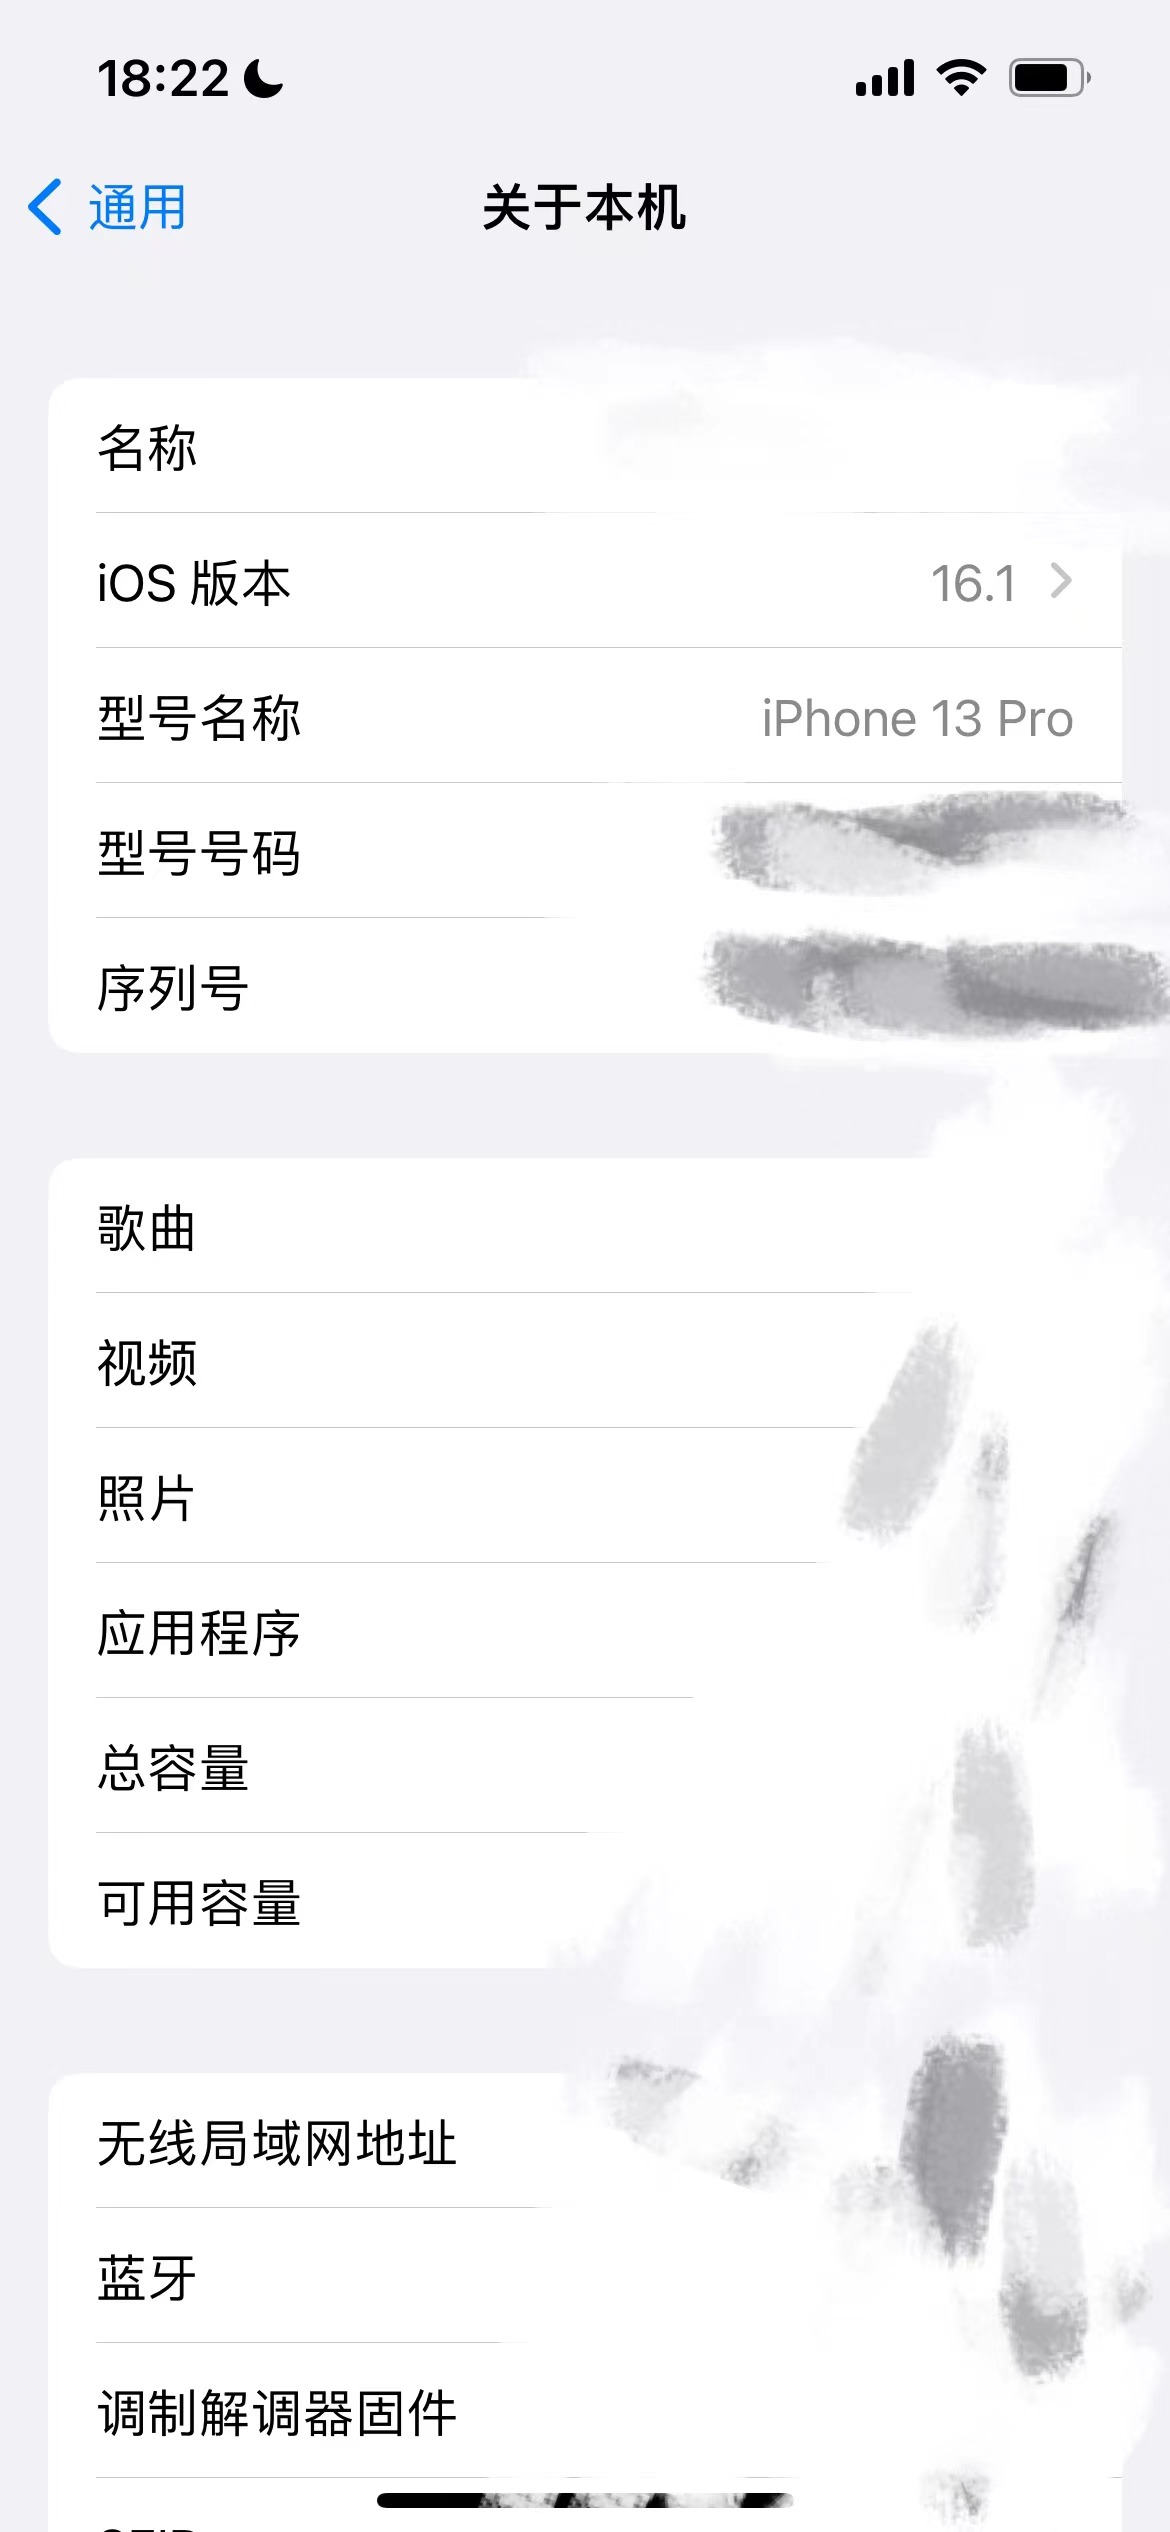 18:22
通用
关于本机
名称
iOS 版本 16.1
型号名称 iPhone 13 Pro
型号号码
序列号
歌曲
视频
照片
应用程序
总容量
可用容量
无线局域网地址
蓝牙
调制解调器固件